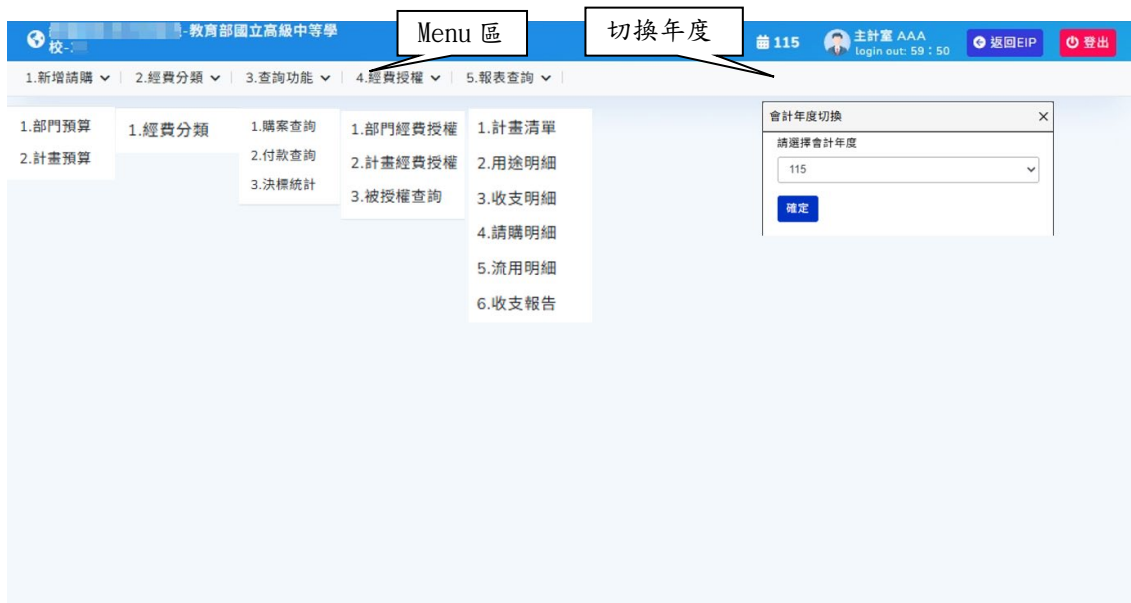 -教育部國立高級中等學
校-
Menu 區
切換年度
115
主計室 AAA
login out: 59：50
返回EIP
登出
1.新增請購
2.經費分類
3.查詢功能
4.經費授權
5.報表查詢
1.部門預算
2.計畫預算
1.經費分類
1.購案查詢
2.付款查詢
3.決標統計
1.部門經費授權
2.計畫經費授權
3.被授權查詢
1.計畫清單
2.用途明細
3.收支明細
4.請購明細
5.流用明細
6.收支報告
會計年度切換
請選擇會計年度
115
確定